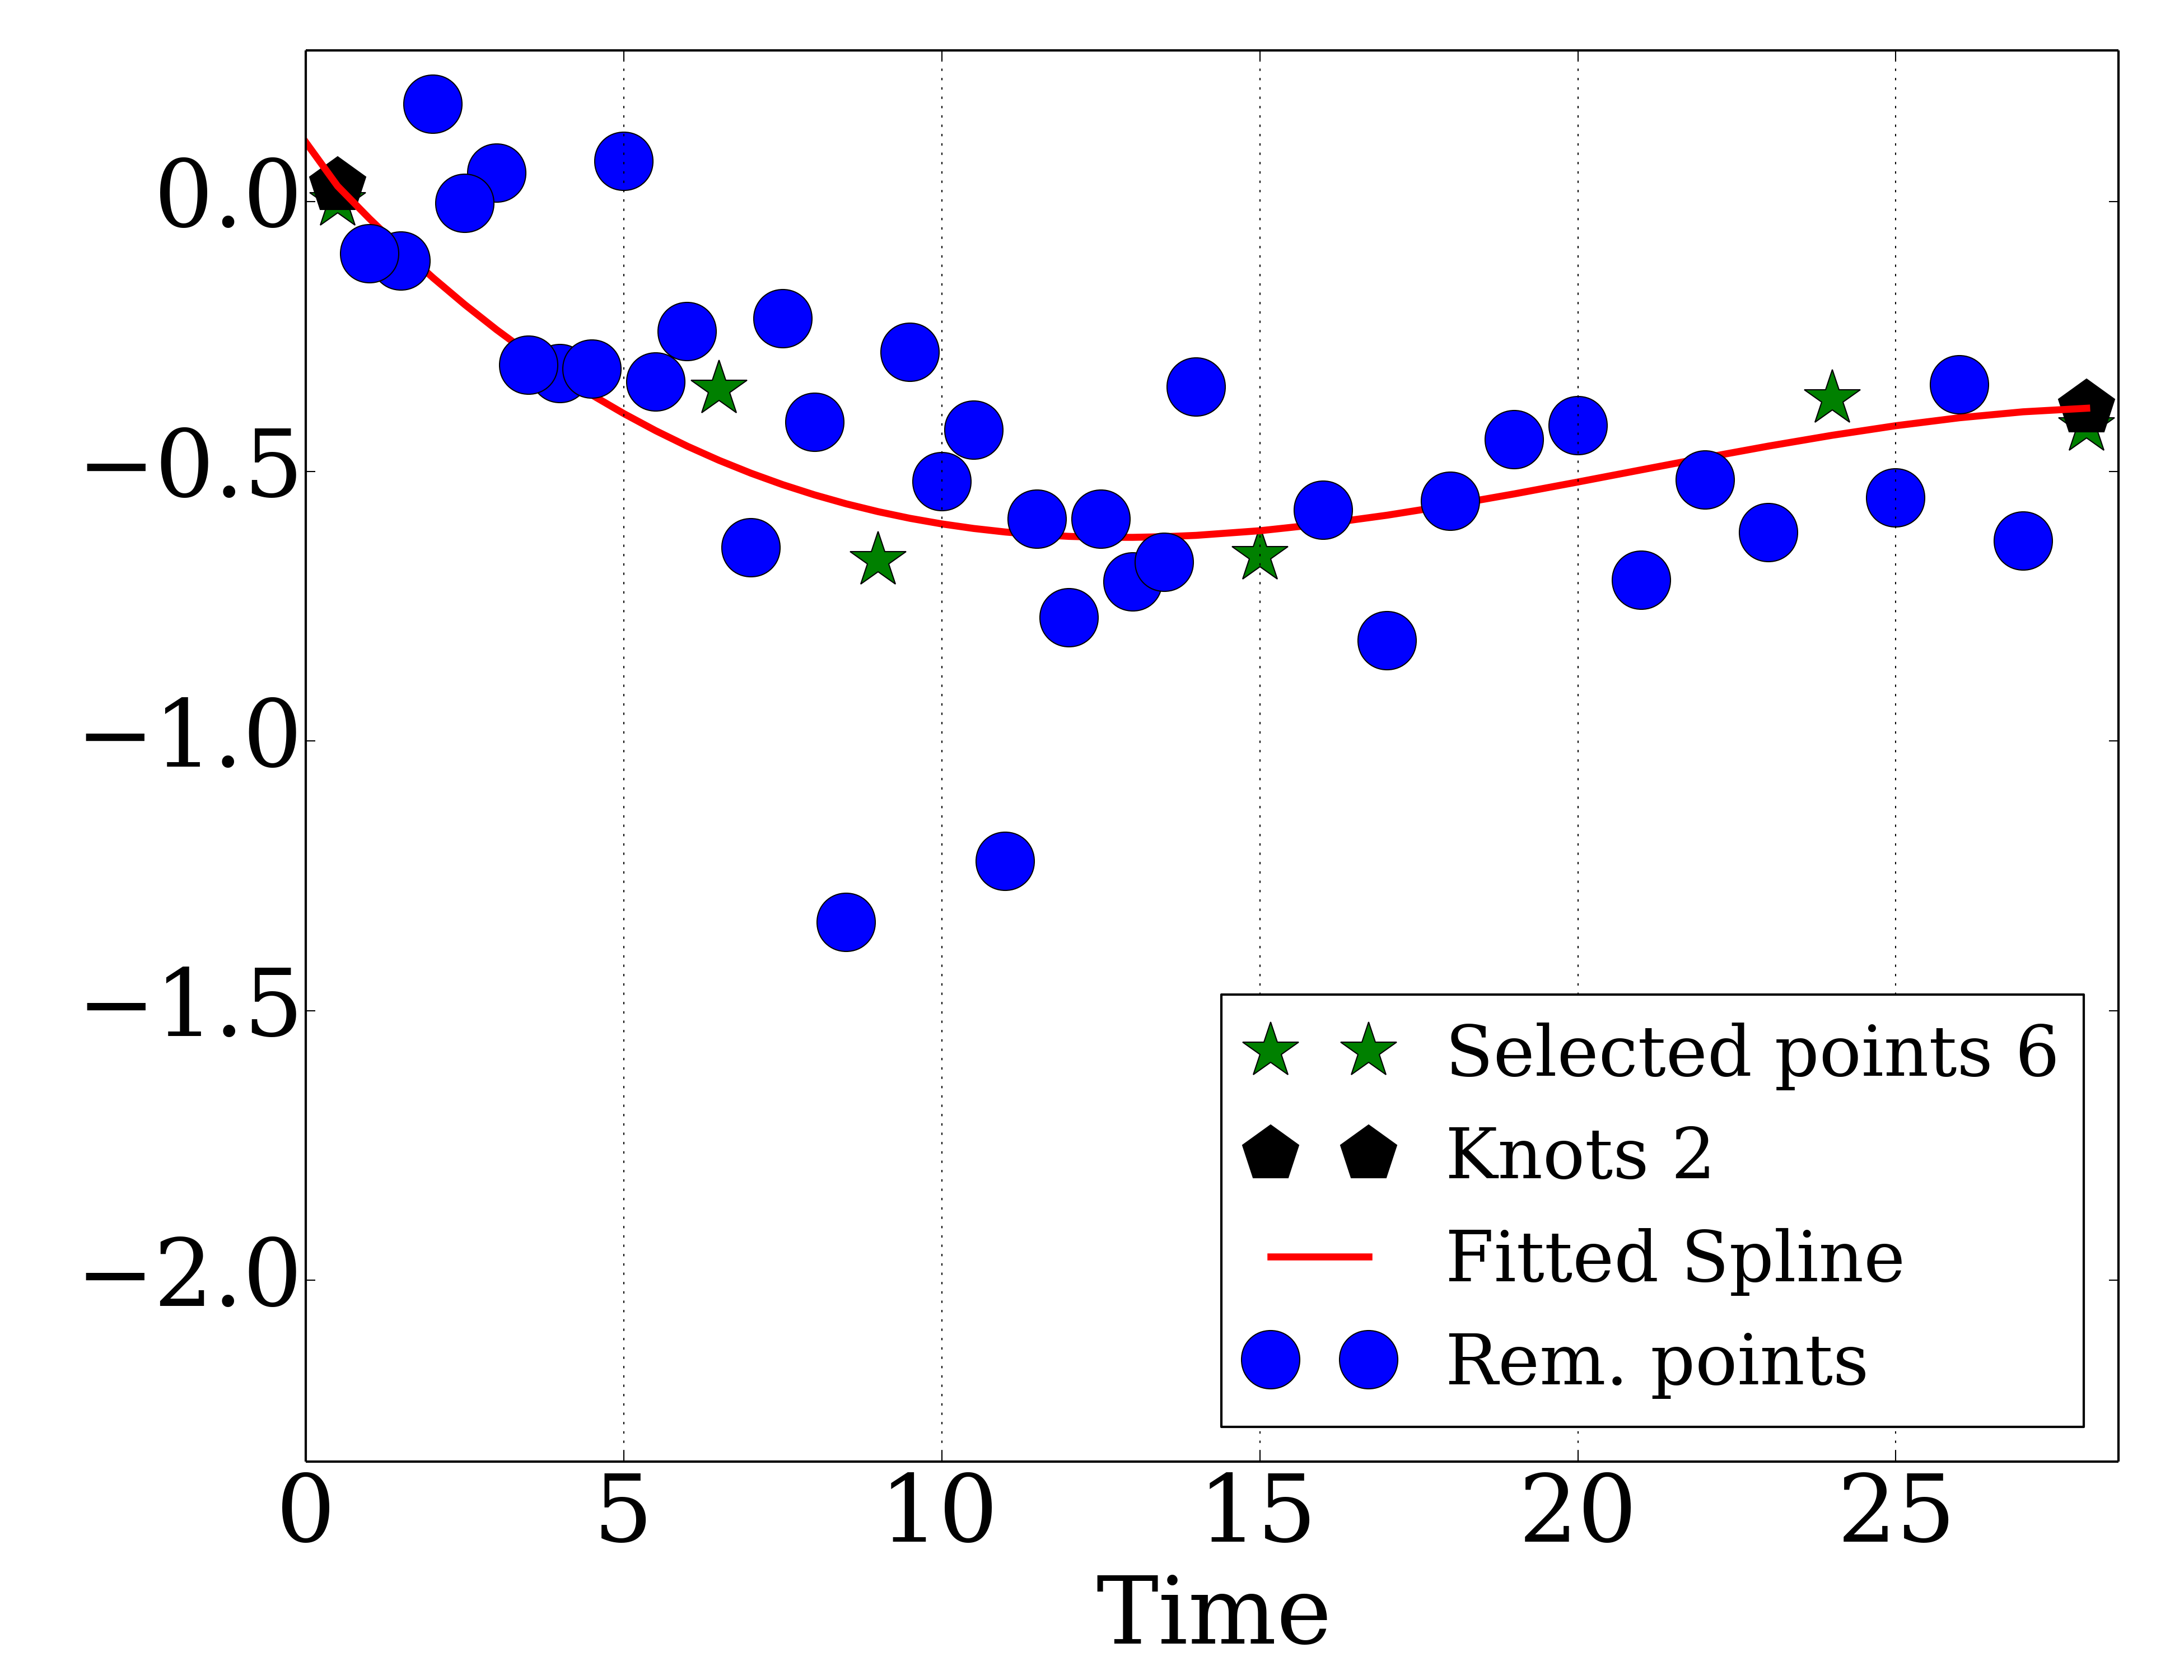 0.0
−0.5
−1.0
−1.5
−2.0
Selected points 6
Knots 2
Fitted Spline
Rem. points
0 5 10 15 20 25
Time